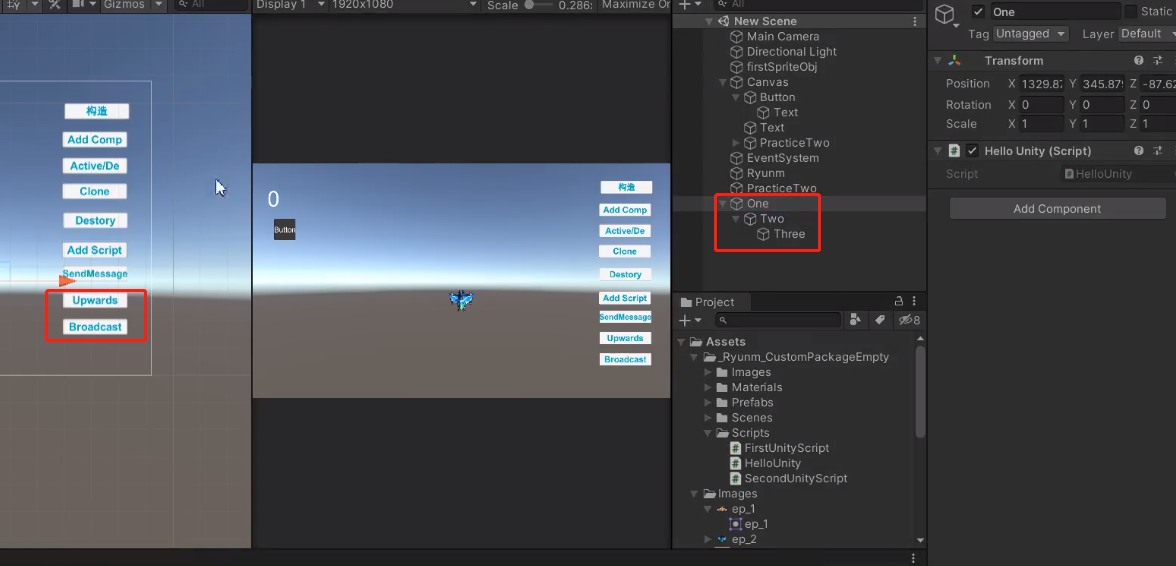 Gizmos
All
Display 1
1920x1080
Scale
0.286:
Maximize On
构造
Add Comp
Active/De
Clone
Destory
Add Script
SendMessage
Upwards
Broadcast
0
Button
构造
Add Comp
Active/De
Clone
Destory
Add Script
SendMessage
Upwards
Broadcast
All
New Scene
Main Camera
Directional Light
firstSpriteObj
Canvas
Button
Text
Text
PracticeTwo
EventSystem
Ryunm
PracticeTwo
One
Two
Three
Project
8
Assets
_Ryunm_CustomPackageEmpty
Images
Materials
Prefabs
Scenes
Scripts
FirstUnityScript
HelloUnity
SecondUnityScript
Images
ep_1
ep_1
ep_2
One
Static
Tag Untagged Layer Default
Transform
Position X 1329.87 Y 345.879 Z -87.62
Rotation X 0 Y 0 Z 0
Scale X 1 Y 1 Z 1
Hello Unity (Script)
Script HelloUnity
Add Component